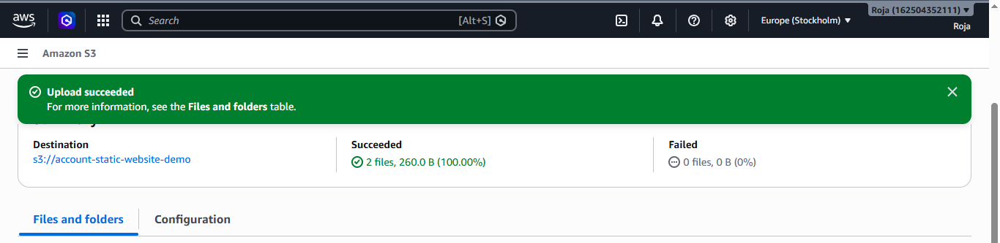 aws
Search [Alt+S]
Europe (Stockholm)
Roja (162504352111)
Roja
Amazon S3
Upload succeeded
For more information, see the Files and folders table.
Destination
s3://account-static-website-demo
Succeeded
2 files, 260.0 B (100.00%)
Failed
0 files, 0 B (0%)
Files and folders
Configuration